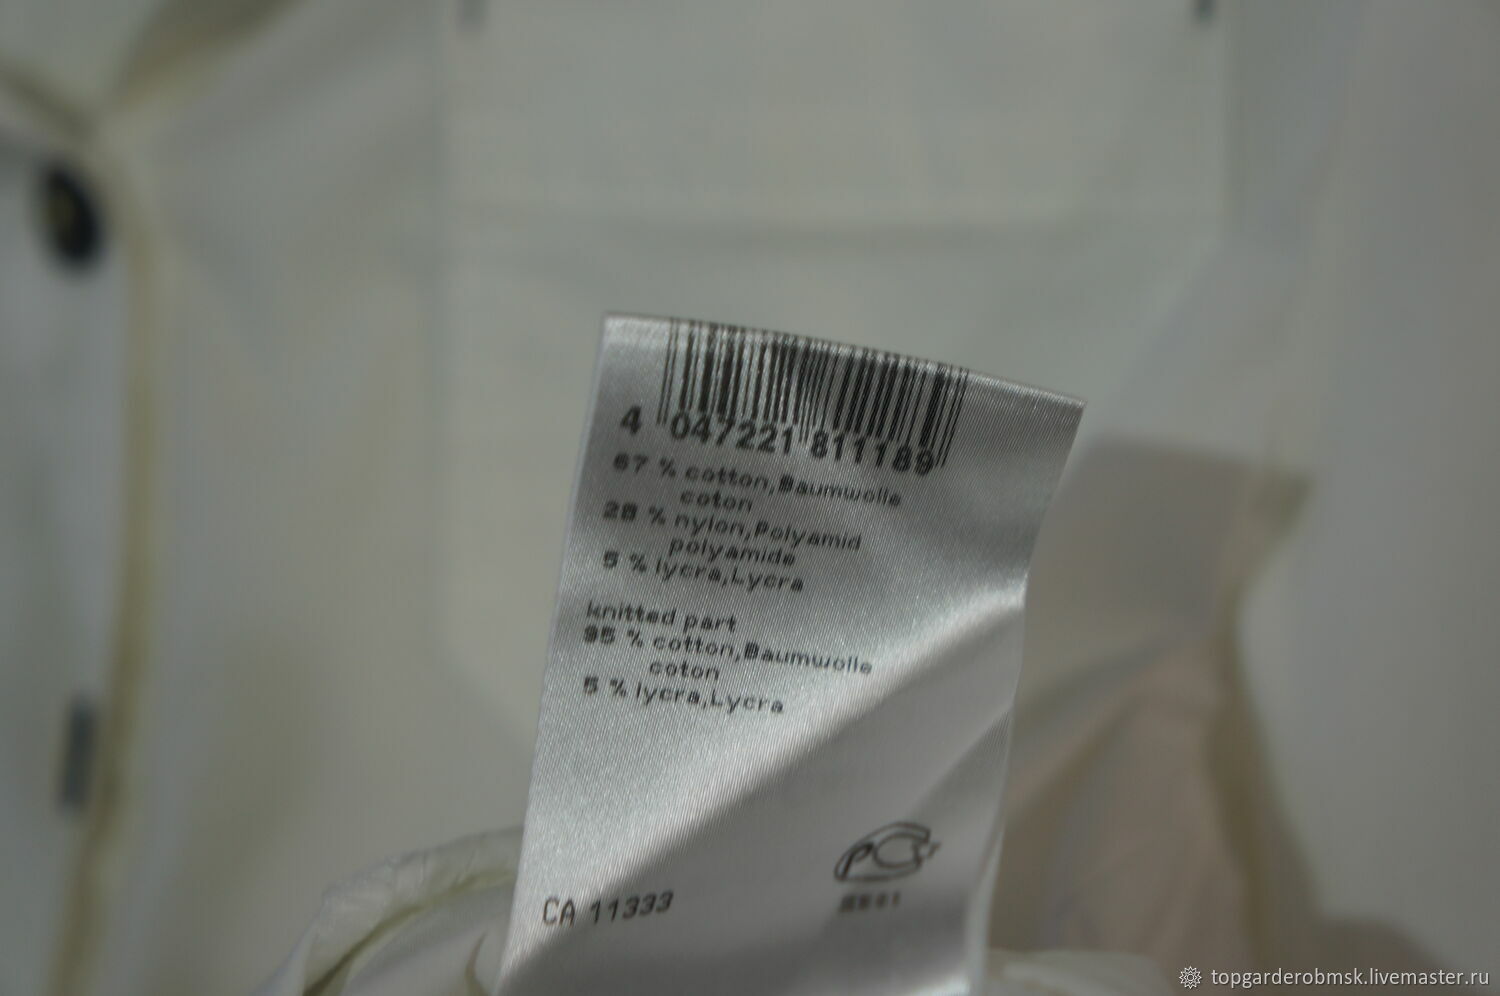 4 047221 811189
67 % cotton,Baumwolle
coton
28 % nylon,Polyamid
polyamide
5 % lycra,Lycra
knitted part
95 % cotton,Baumwolle
coton
5 % lycra,Lycra
CA 11333
topgarderobmsk.livemaster.ru